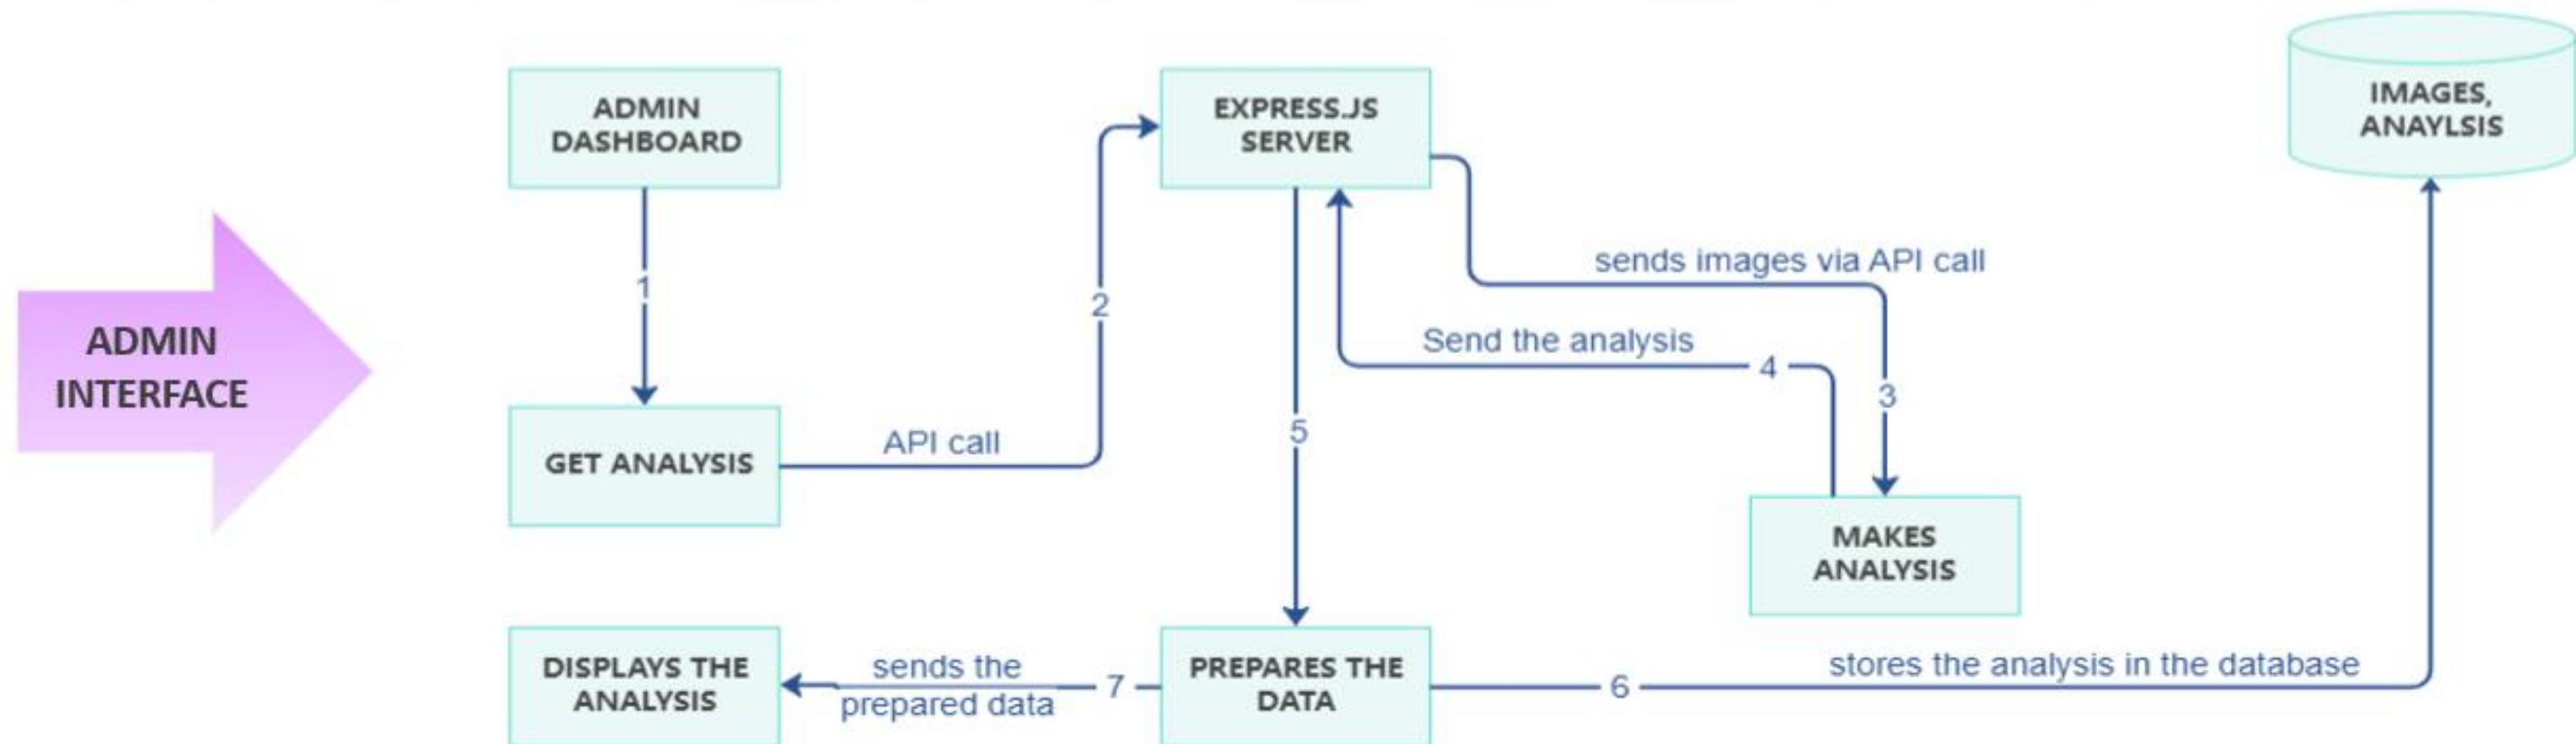 ADMIN
INTERFACE
ADMIN
DASHBOARD
1
GET ANALYSIS
API call
2
EXPRESS.JS
SERVER
sends images via API call
3
Send the analysis
4
MAKES
ANALYSIS
5
PREPARES THE
DATA
6
stores the analysis in the database
IMAGES,
ANAYLSIS
7
sends the
prepared data
DISPLAYS THE
ANALYSIS